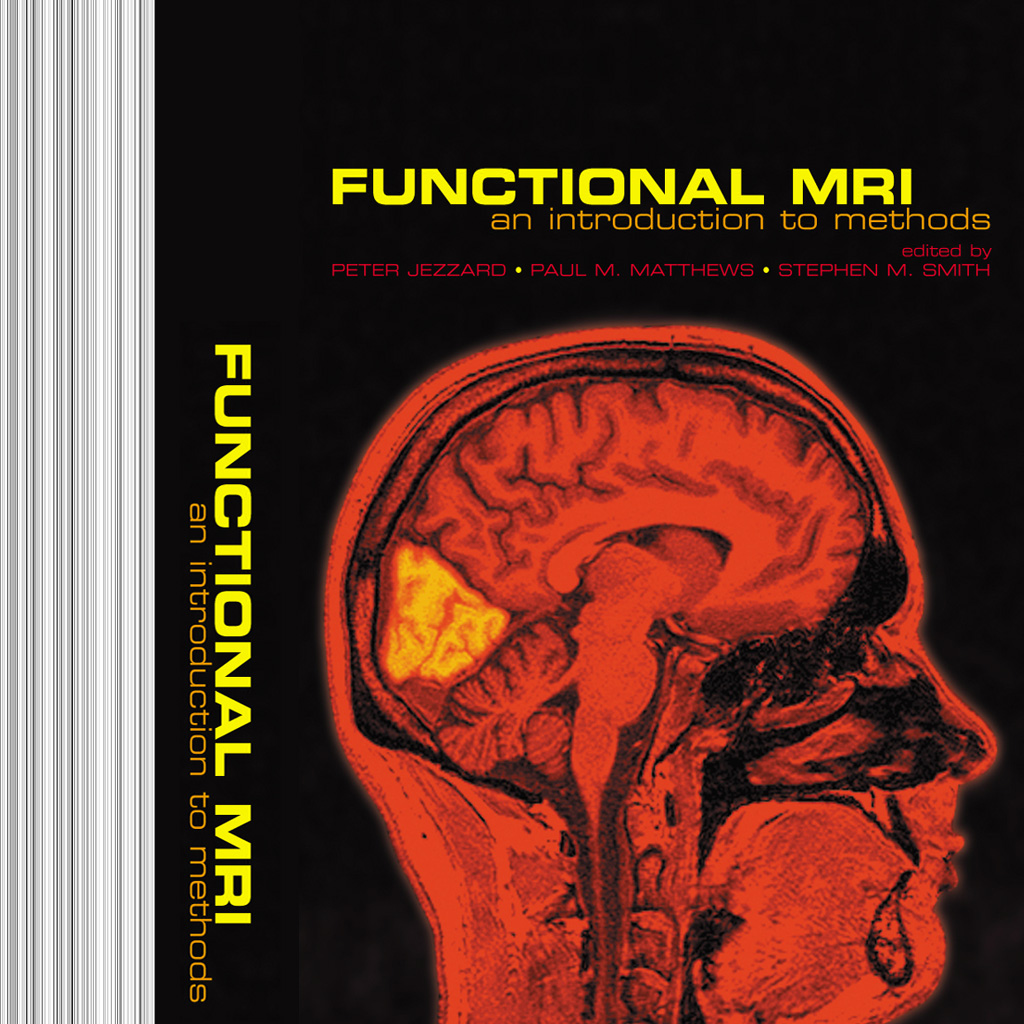 FUNCTIONAL MRI
an introduction to methods
edited by
PETER JEZZARD • PAUL M. MATTHEWS • STEPHEN M. SMITH
FUNCTIONAL MRI
an introduction to methods